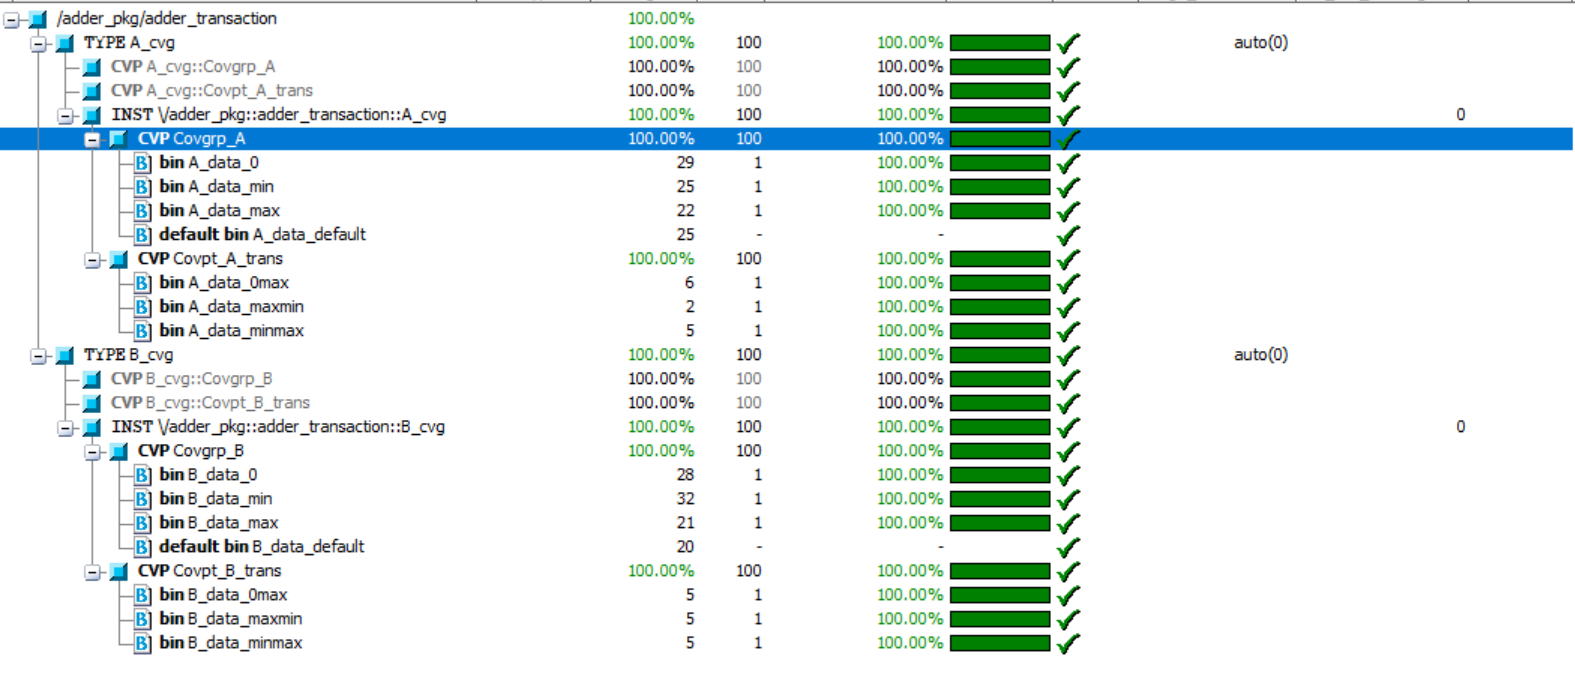 /adder_pkg/adder_transaction 100.00%
TYPE A_cvg 100.00% 100 100.00% auto(0)
CVP A_cvg::Covgrp_A 100.00% 100 100.00%
CVP A_cvg::Covpt_A_trans 100.00% 100 100.00%
INST \/adder_pkg::adder_transaction::A_cvg 100.00% 100 100.00% 0
CVP Covgrp_A 100.00% 100 100.00%
B] bin A_data_0 29 1 100.00%
B] bin A_data_min 25 1 100.00%
B] bin A_data_max 22 1 100.00%
B] default bin A_data_default 25 - -
CVP Covpt_A_trans 100.00% 100 100.00%
B] bin A_data_0max 6 1 100.00%
B] bin A_data_maxmin 2 1 100.00%
B] bin A_data_minmax 5 1 100.00%
TYPE B_cvg 100.00% 100 100.00% auto(0)
CVP B_cvg::Covgrp_B 100.00% 100 100.00%
CVP B_cvg::Covpt_B_trans 100.00% 100 100.00%
INST \/adder_pkg::adder_transaction::B_cvg 100.00% 100 100.00% 0
CVP Covgrp_B 100.00% 100 100.00%
B] bin B_data_0 28 1 100.00%
B] bin B_data_min 32 1 100.00%
B] bin B_data_max 21 1 100.00%
B] default bin B_data_default 20 - -
CVP Covpt_B_trans 100.00% 100 100.00%
B] bin B_data_0max 5 1 100.00%
B] bin B_data_maxmin 5 1 100.00%
B] bin B_data_minmax 5 1 100.00%